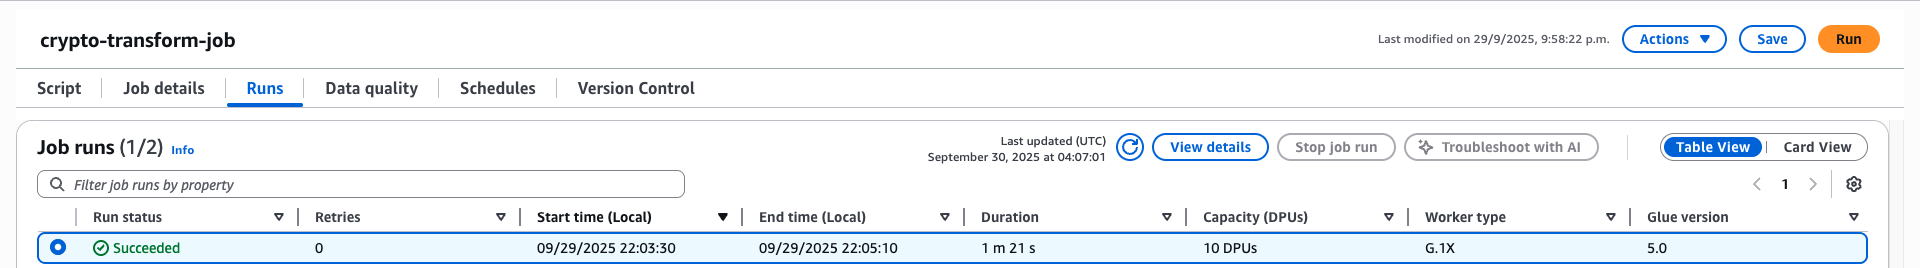 crypto-transform-job
Last modified on 29/9/2025, 9:58:22 p.m.
Actions
Save
Run
Script
Job details
Runs
Data quality
Schedules
Version Control
Job runs (1/2) Info
Last updated (UTC)
September 30, 2025 at 04:07:01
View details
Stop job run
Troubleshoot with AI
Table View
Card View
Filter job runs by property
1
Run status Retries Start time (Local) End time (Local) Duration Capacity (DPUs) Worker type Glue version
Succeeded 0 09/29/2025 22:03:30 09/29/2025 22:05:10 1 m 21 s 10 DPUs G.1X 5.0